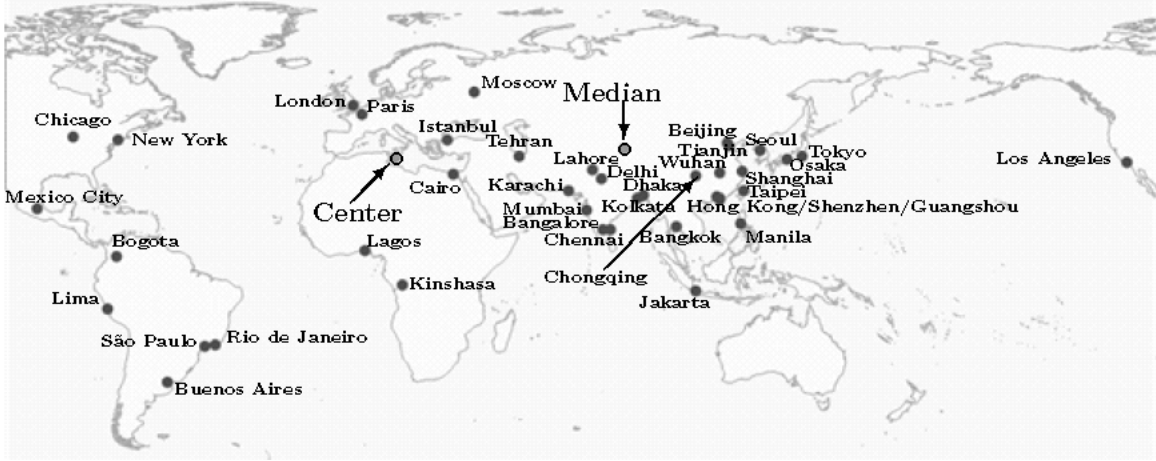 Moscow
Median
London
Paris
Chicago
New York
Istanbul
Beijing
Seoul
Tehran
Tianjin
Tokyo
Lahore
Wuhan
Osaka
Los Angeles
Delhi
Cairo
Shanghai
Karachi
Dhaka
Taipei
Mexico City
Center
Mumbai
Kolkata
Hong Kong/Shenzhen/Guangshou
Bangalore
Bogota
Lagos
Chennai
Bangkok
Manila
Chongqing
Kinshasa
Lima
Jakarta
São Paulo
Rio de Janeiro
Buenos Aires